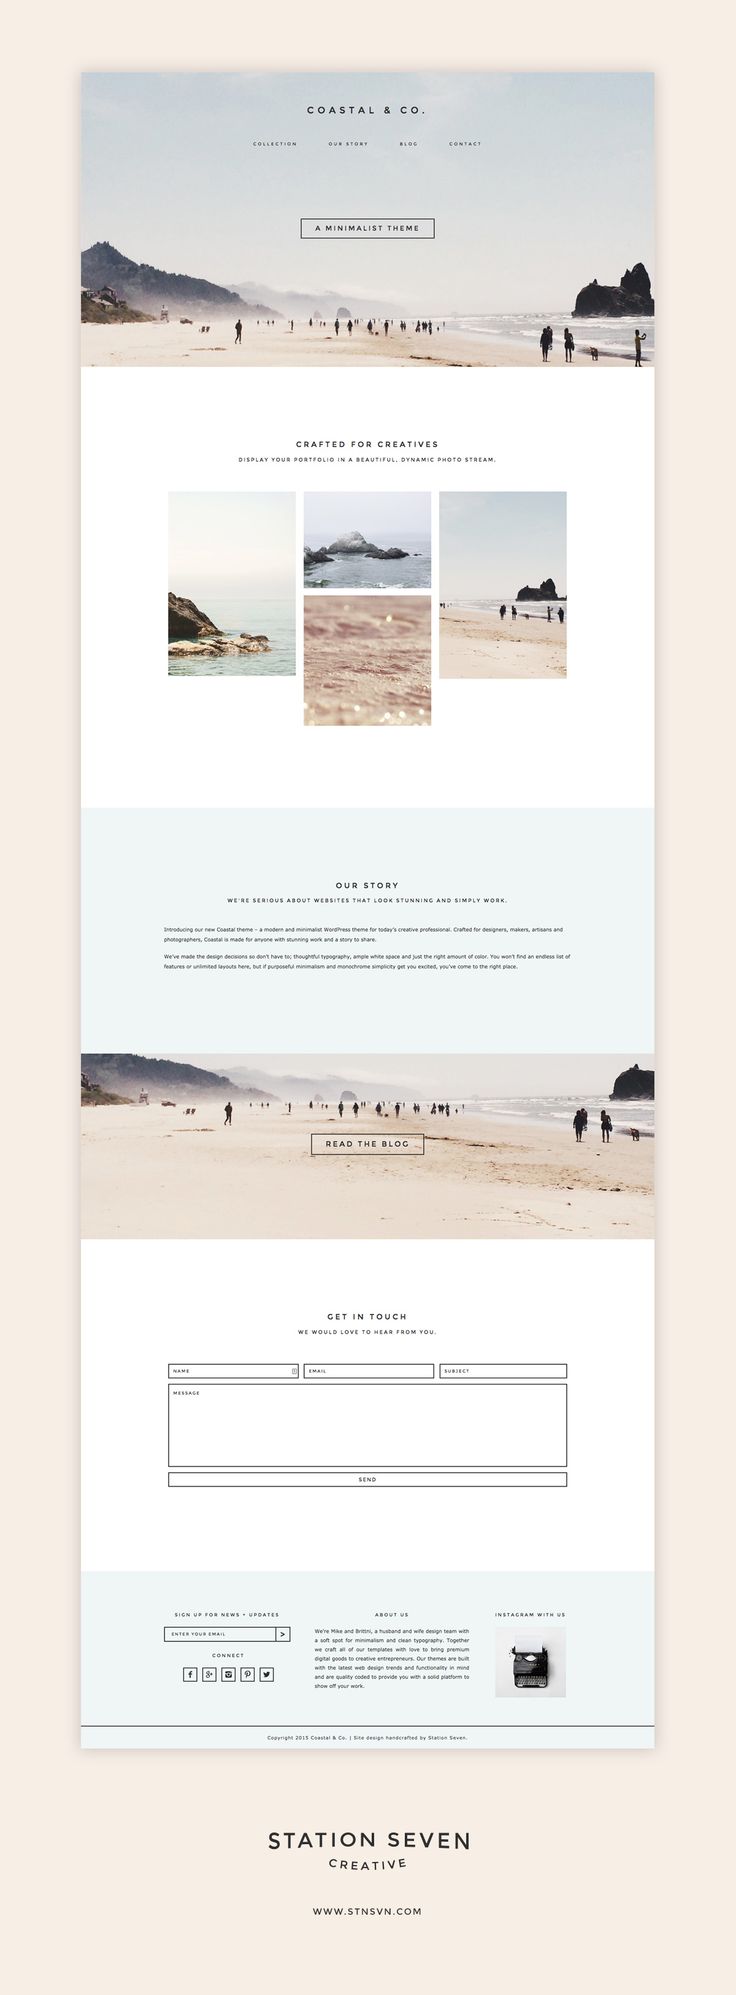 COASTAL & CO.
COLLECTION OUR STORY BLOG CONTACT
A MINIMALIST THEME
CRAFTED FOR CREATIVES
DISPLAY YOUR PORTFOLIO IN A BEAUTIFUL, DYNAMIC PHOTO STREAM.
OUR STORY
WE'RE SERIOUS ABOUT WEBSITES THAT LOOK STUNNING AND SIMPLY WORK.
Introducing our new Coastal theme – a modern and minimalist WordPress theme for today's creative professional. Crafted for designers, makers, artisans and
photographers, Coastal is made for anyone with stunning work and a story to share.
We've made the design decisions so don't have to; thoughtful typography, ample white space and just the right amount of color. You won't find an endless list of
features or unlimited layouts here, but if purposeful minimalism and monochrome simplicity get you excited, you've come to the right place.
READ THE BLOG
GET IN TOUCH
WE WOULD LOVE TO HEAR FROM YOU.
NAME EMAIL SUBJECT
MESSAGE
SEND
SIGN UP FOR NEWS + UPDATES
ENTER YOUR EMAIL >
CONNECT
ABOUT US
We're Mike and Brittni, a husband and wife design team with
a soft spot for minimalism and clean typography. Together
we craft all of our templates with love to bring premium
digital goods to creative entrepreneurs. Our themes are built
with the latest web design trends and functionality in mind
and are quality coded to provide you with a solid platform to
show off your work.
INSTAGRAM WITH US
Copyright 2015 Coastal & Co. | Site design handcrafted by Station Seven.
STATION SEVEN
CREATIVE
WWW.STNSVN.COM